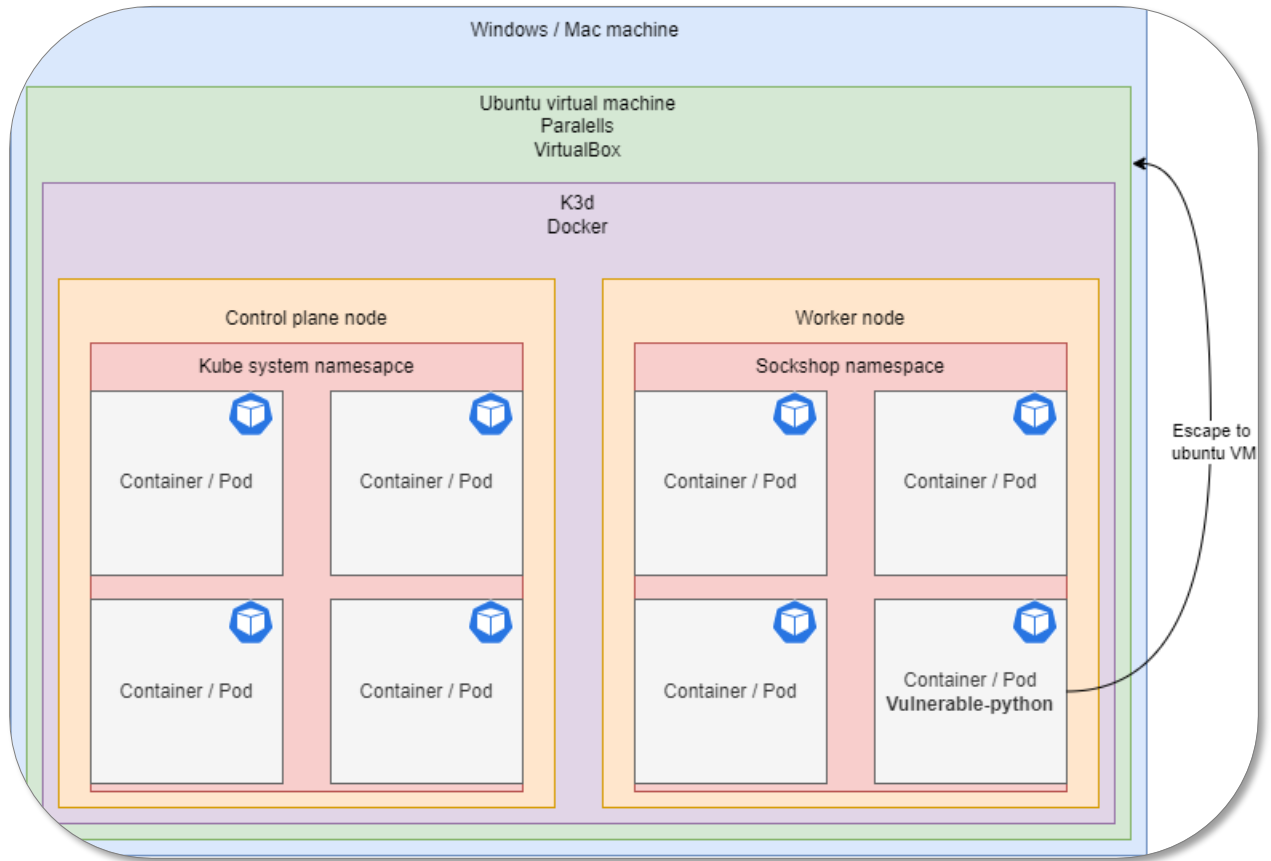 Windows / Mac machine
Ubuntu virtual machine
Paralells
VirtualBox
K3d
Docker
Control plane node
Worker node
Kube system namesapce
Sockshop namespace
Container / Pod
Container / Pod
Container / Pod
Container / Pod
Escape to
ubuntu VM
Container / Pod
Container / Pod
Container / Pod
Container / Pod
Vulnerable-python